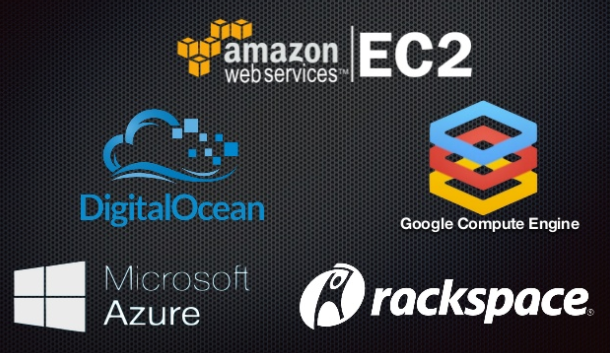 amazon
web services™
EC2
DigitalOcean
Google Compute Engine
Microsoft
Azure
rackspace®